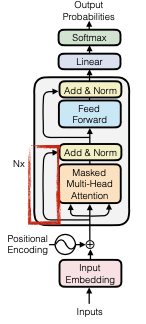 Output
Probabilities
Softmax
Linear
Add & Norm
Feed
Forward
Nx
Add & Norm
Masked
Multi-Head
Attention
Positional
Encoding
Input
Embedding
Inputs